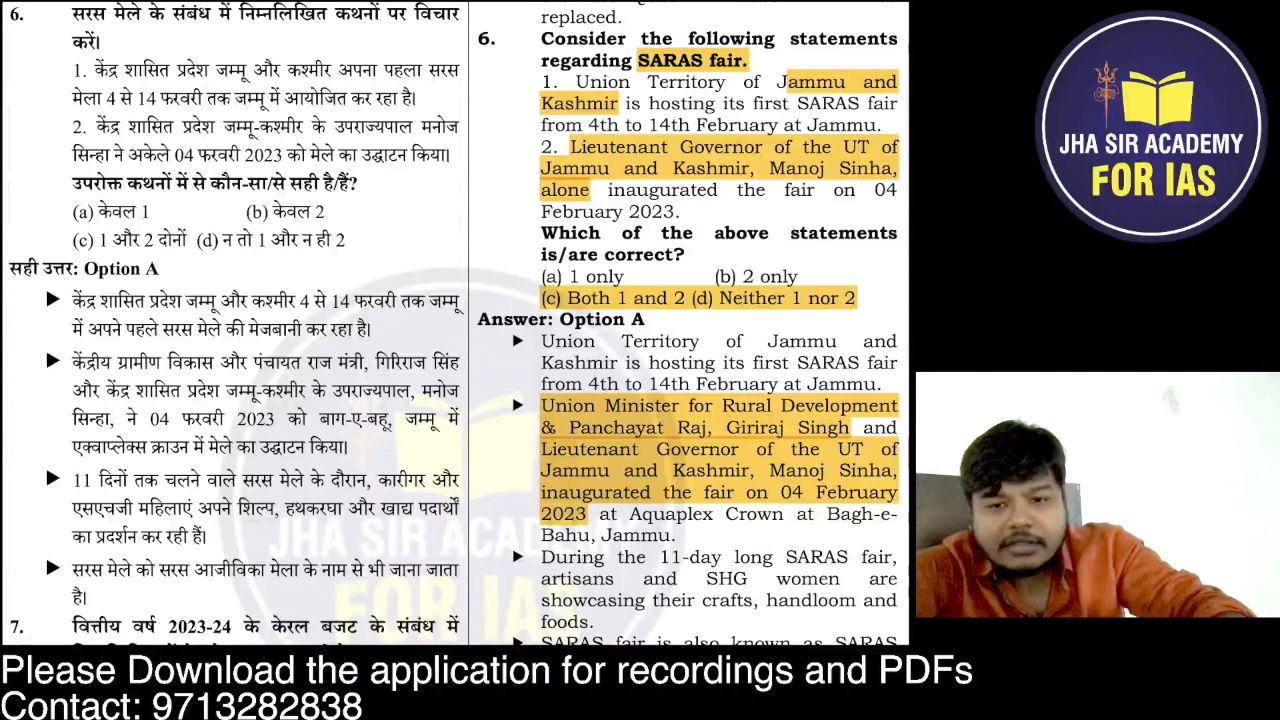 6. सरस मेले के संबंध में निम्नलिखित कथनों पर विचार
करें।
1. केंद्र शासित प्रदेश जम्मू और कश्मीर अपना पहला सरस
मेला 4 से 14 फरवरी तक जम्मू में आयोजित कर रहा है।
2. केंद्र शासित प्रदेश जम्मू-कश्मीर के उपराज्यपाल मनोज
सिन्हा ने अकेले 04 फरवरी 2023 को मेले का उद्घाटन किया।
उपरोक्त कथनों में से कौन-सा/से सही है/हैं?
(a) केवल 1 (b) केवल 2
(c) 1 और 2 दोनों (d) न तो 1 और न ही 2
सही उत्तर: Option A
केंद्र शासित प्रदेश जम्मू और कश्मीर 4 से 14 फरवरी तक जम्मू
में अपने पहले सरस मेले की मेजबानी कर रहा है।
केंद्रीय ग्रामीण विकास और पंचायत राज मंत्री, गिरिराज सिंह
और केंद्र शासित प्रदेश जम्मू-कश्मीर के उपराज्यपाल, मनोज
सिन्हा, ने 04 फरवरी 2023 को बाग-ए-बहू, जम्मू में
एक्वाप्लेक्स क्राउन में मेले का उद्घाटन किया।
11 दिनों तक चलने वाले सरस मेले के दौरान, कारीगर और
एसएचजी महिलाएं अपने शिल्प, हथकरघा और खाद्य पदार्थों
का प्रदर्शन कर रही हैं।
सरस मेले को सरस आजीविका मेला के नाम से भी जाना जाता
है।
7. वित्तीय वर्ष 2023-24 के केरल बजट के संबंध में
replaced.
6. Consider the following statements
regarding SARAS fair.
1. Union Territory of Jammu and
Kashmir is hosting its first SARAS fair
from 4th to 14th February at Jammu.
2. Lieutenant Governor of the UT of
Jammu and Kashmir, Manoj Sinha,
alone inaugurated the fair on 04
February 2023.
Which of the above statements
is/are correct?
(a) 1 only (b) 2 only
(c) Both 1 and 2 (d) Neither 1 nor 2
Answer: Option A
Union Territory of Jammu and
Kashmir is hosting its first SARAS fair
from 4th to 14th February at Jammu.
Union Minister for Rural Development
& Panchayat Raj, Giriraj Singh and
Lieutenant Governor of the UT of
Jammu and Kashmir, Manoj Sinha,
inaugurated the fair on 04 February
2023 at Aquaplex Crown at Bagh-e-
Bahu, Jammu.
During the 11-day long SARAS fair,
artisans and SHG women are
showcasing their crafts, handloom and
foods.
SARAS fair is also known as SARAS
JHA SIR ACADEMY
FOR IAS
JHA SIR ACADEMY
FOR IAS
Please Download the application for recordings and PDFs
Contact: 9713282838